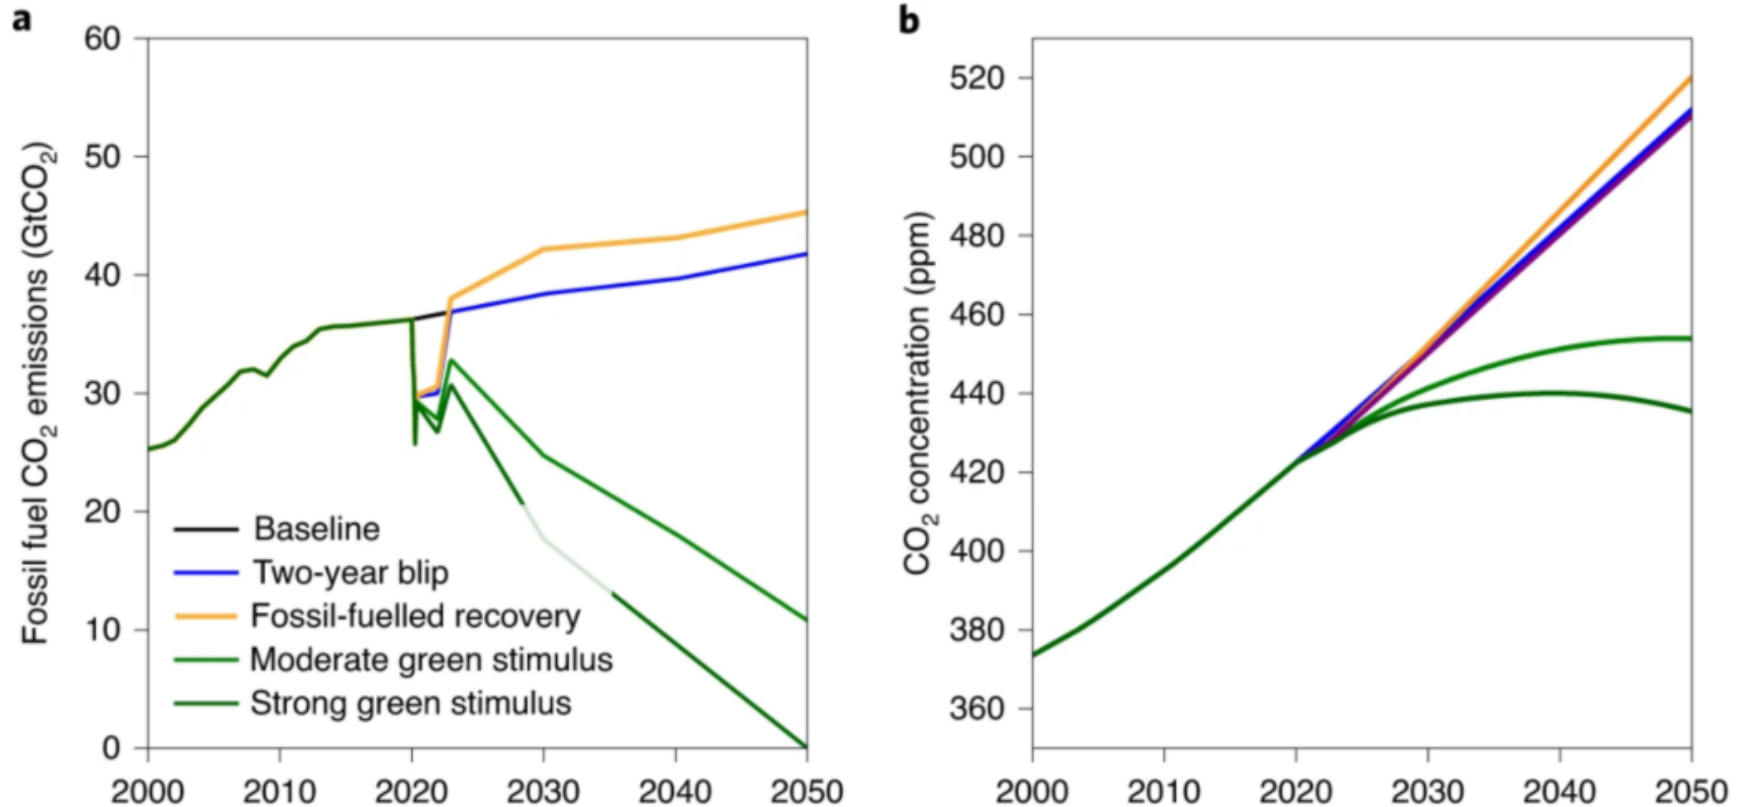 a
60
50
40
30
20
10
0
Fossil fuel CO₂ emissions (GtCO₂)
Baseline
Two-year blip
Fossil-fuelled recovery
Moderate green stimulus
Strong green stimulus
2000 2010 2020 2030 2040 2050
b
520
500
480
460
440
420
400
380
360
CO₂ concentration (ppm)
2000 2010 2020 2030 2040 2050